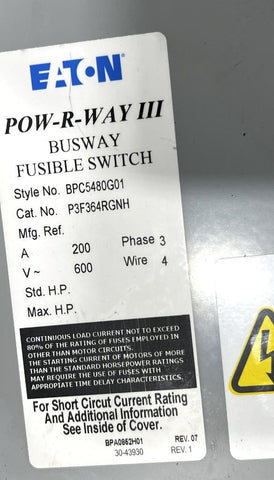 EATON
POW-R-WAY III
BUSWAY
FUSIBLE SWITCH
Style No. BPC5480G01
Cat. No. P3F364RGNH
Mfg. Ref.
A 200 Phase 3
V~ 600 Wire 4
Std. H.P.
Max. H.P.
CONTINUOUS LOAD CURRENT NOT TO EXCEED
80% OF THE RATING OF FUSES EMPLOYED IN
OTHER THAN MOTOR CIRCUITS.
THE STARTING CURRENT OF MOTORS OF MORE
THAN THE STANDARD HORSEPOWER RATINGS
MAY REQUIRE THE USE OF FUSES WITH
APPROPIATE TIME DELAY CHARACTERISTICS.
For Short Circut Current Rating
And Additional Information
See Inside of Cover.
BPA0862H01 REV. 07
30-43930 REV. 1